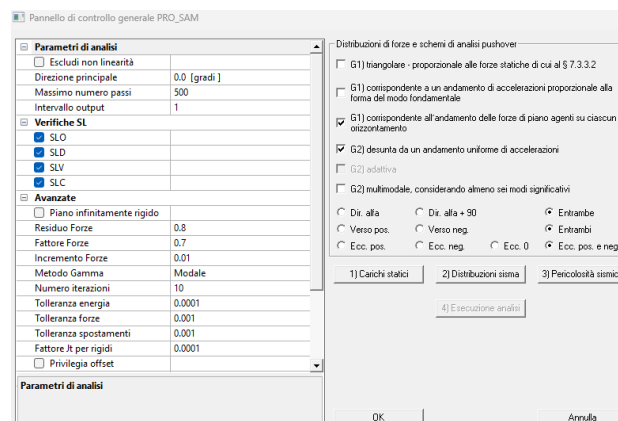 Pannello di controllo generale PRO_SAM
Parametri di analisi
Escludi non linearità
Direzione principale 0.0 [gradi ]
Massimo numero passi 500
Intervallo output 1
Verifiche SL
SLO
SLD
SLV
SLC
Avanzate
Piano infinitamente rigido
Residuo Forze 0.8
Fattore Forze 0.7
Incremento Forze 0.01
Metodo Gamma Modale
Numero iterazioni 10
Tolleranza energia 0.0001
Tolleranza forze 0.001
Tolleranza spostamenti 0.001
Fattore Jt per rigidi 0.0001
Privilegia offset
Parametri di analisi
Distribuzioni di forze e schemi di analisi pushover
G1) triangolare - proporzionale alle forze statiche di cui al § 7.3.3.2
G1) corrispondente a un andamento di accelerazioni proporzionale alla
forma del modo fondamentale
G1) corrispondente all'andamento delle forze di piano agenti su ciascun
orizzontamento
G2) desunta da un andamento uniforme di accelerazioni
G2) adattiva
G2) multimodale, considerando almeno sei modi significativi
Dir. alfa Dir. alfa + 90 Entrambe
Verso pos. Verso neg. Entrambi
Ecc. pos. Ecc. neg. Ecc. 0 Ecc. pos. e neg
1) Carichi statici 2) Distribuzioni sisma 3) Pericolosità sismic
4) Esecuzione analisi
OK Annulla